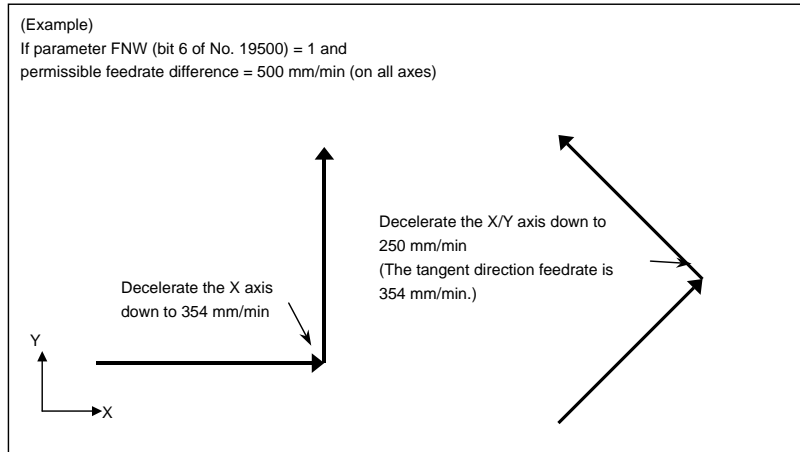 (Example)
If parameter FNW (bit 6 of No. 19500) = 1 and
permissible feedrate difference = 500 mm/min (on all axes)
Decelerate the X/Y axis down to
250 mm/min
(The tangent direction feedrate is
354 mm/min.)
Decelerate the X axis
down to 354 mm/min
Y
X